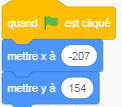 quand est cliqué
mettre x à -207
mettre y à 154